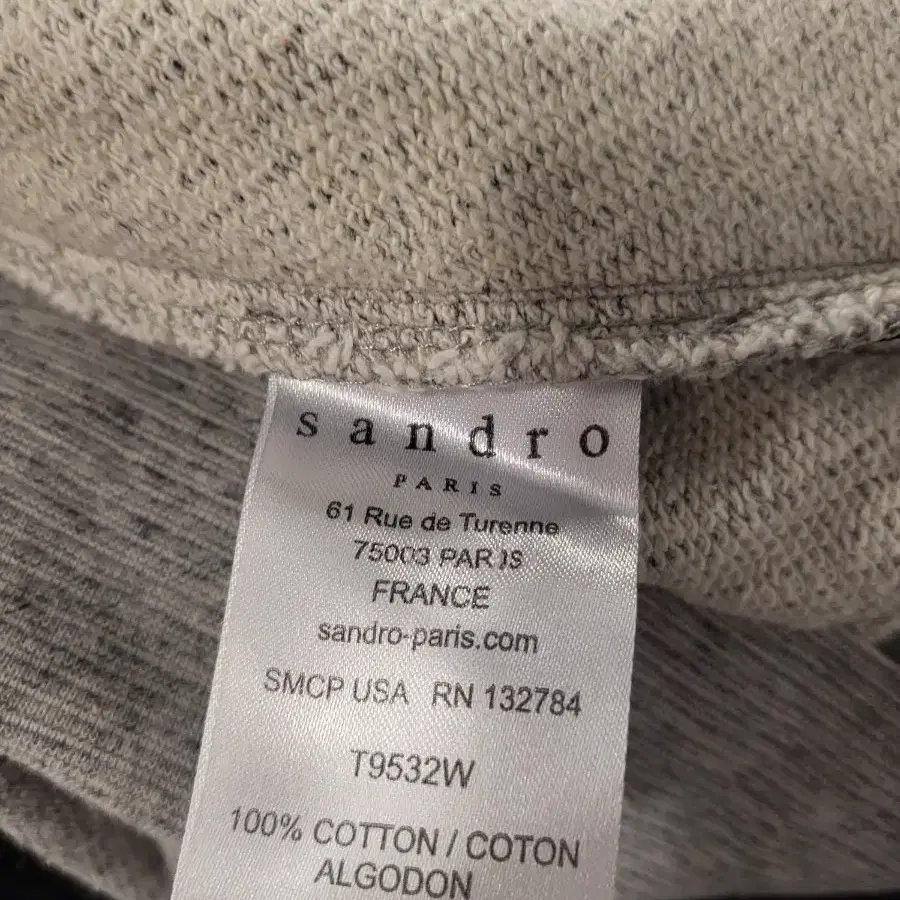 sandro
PARIS
61 Rue de Turenne
75003 PARIS
FRANCE
sandro-paris.com
SMCP USA RN 132784
T9532W
100% COTTON / COTON
ALGODON